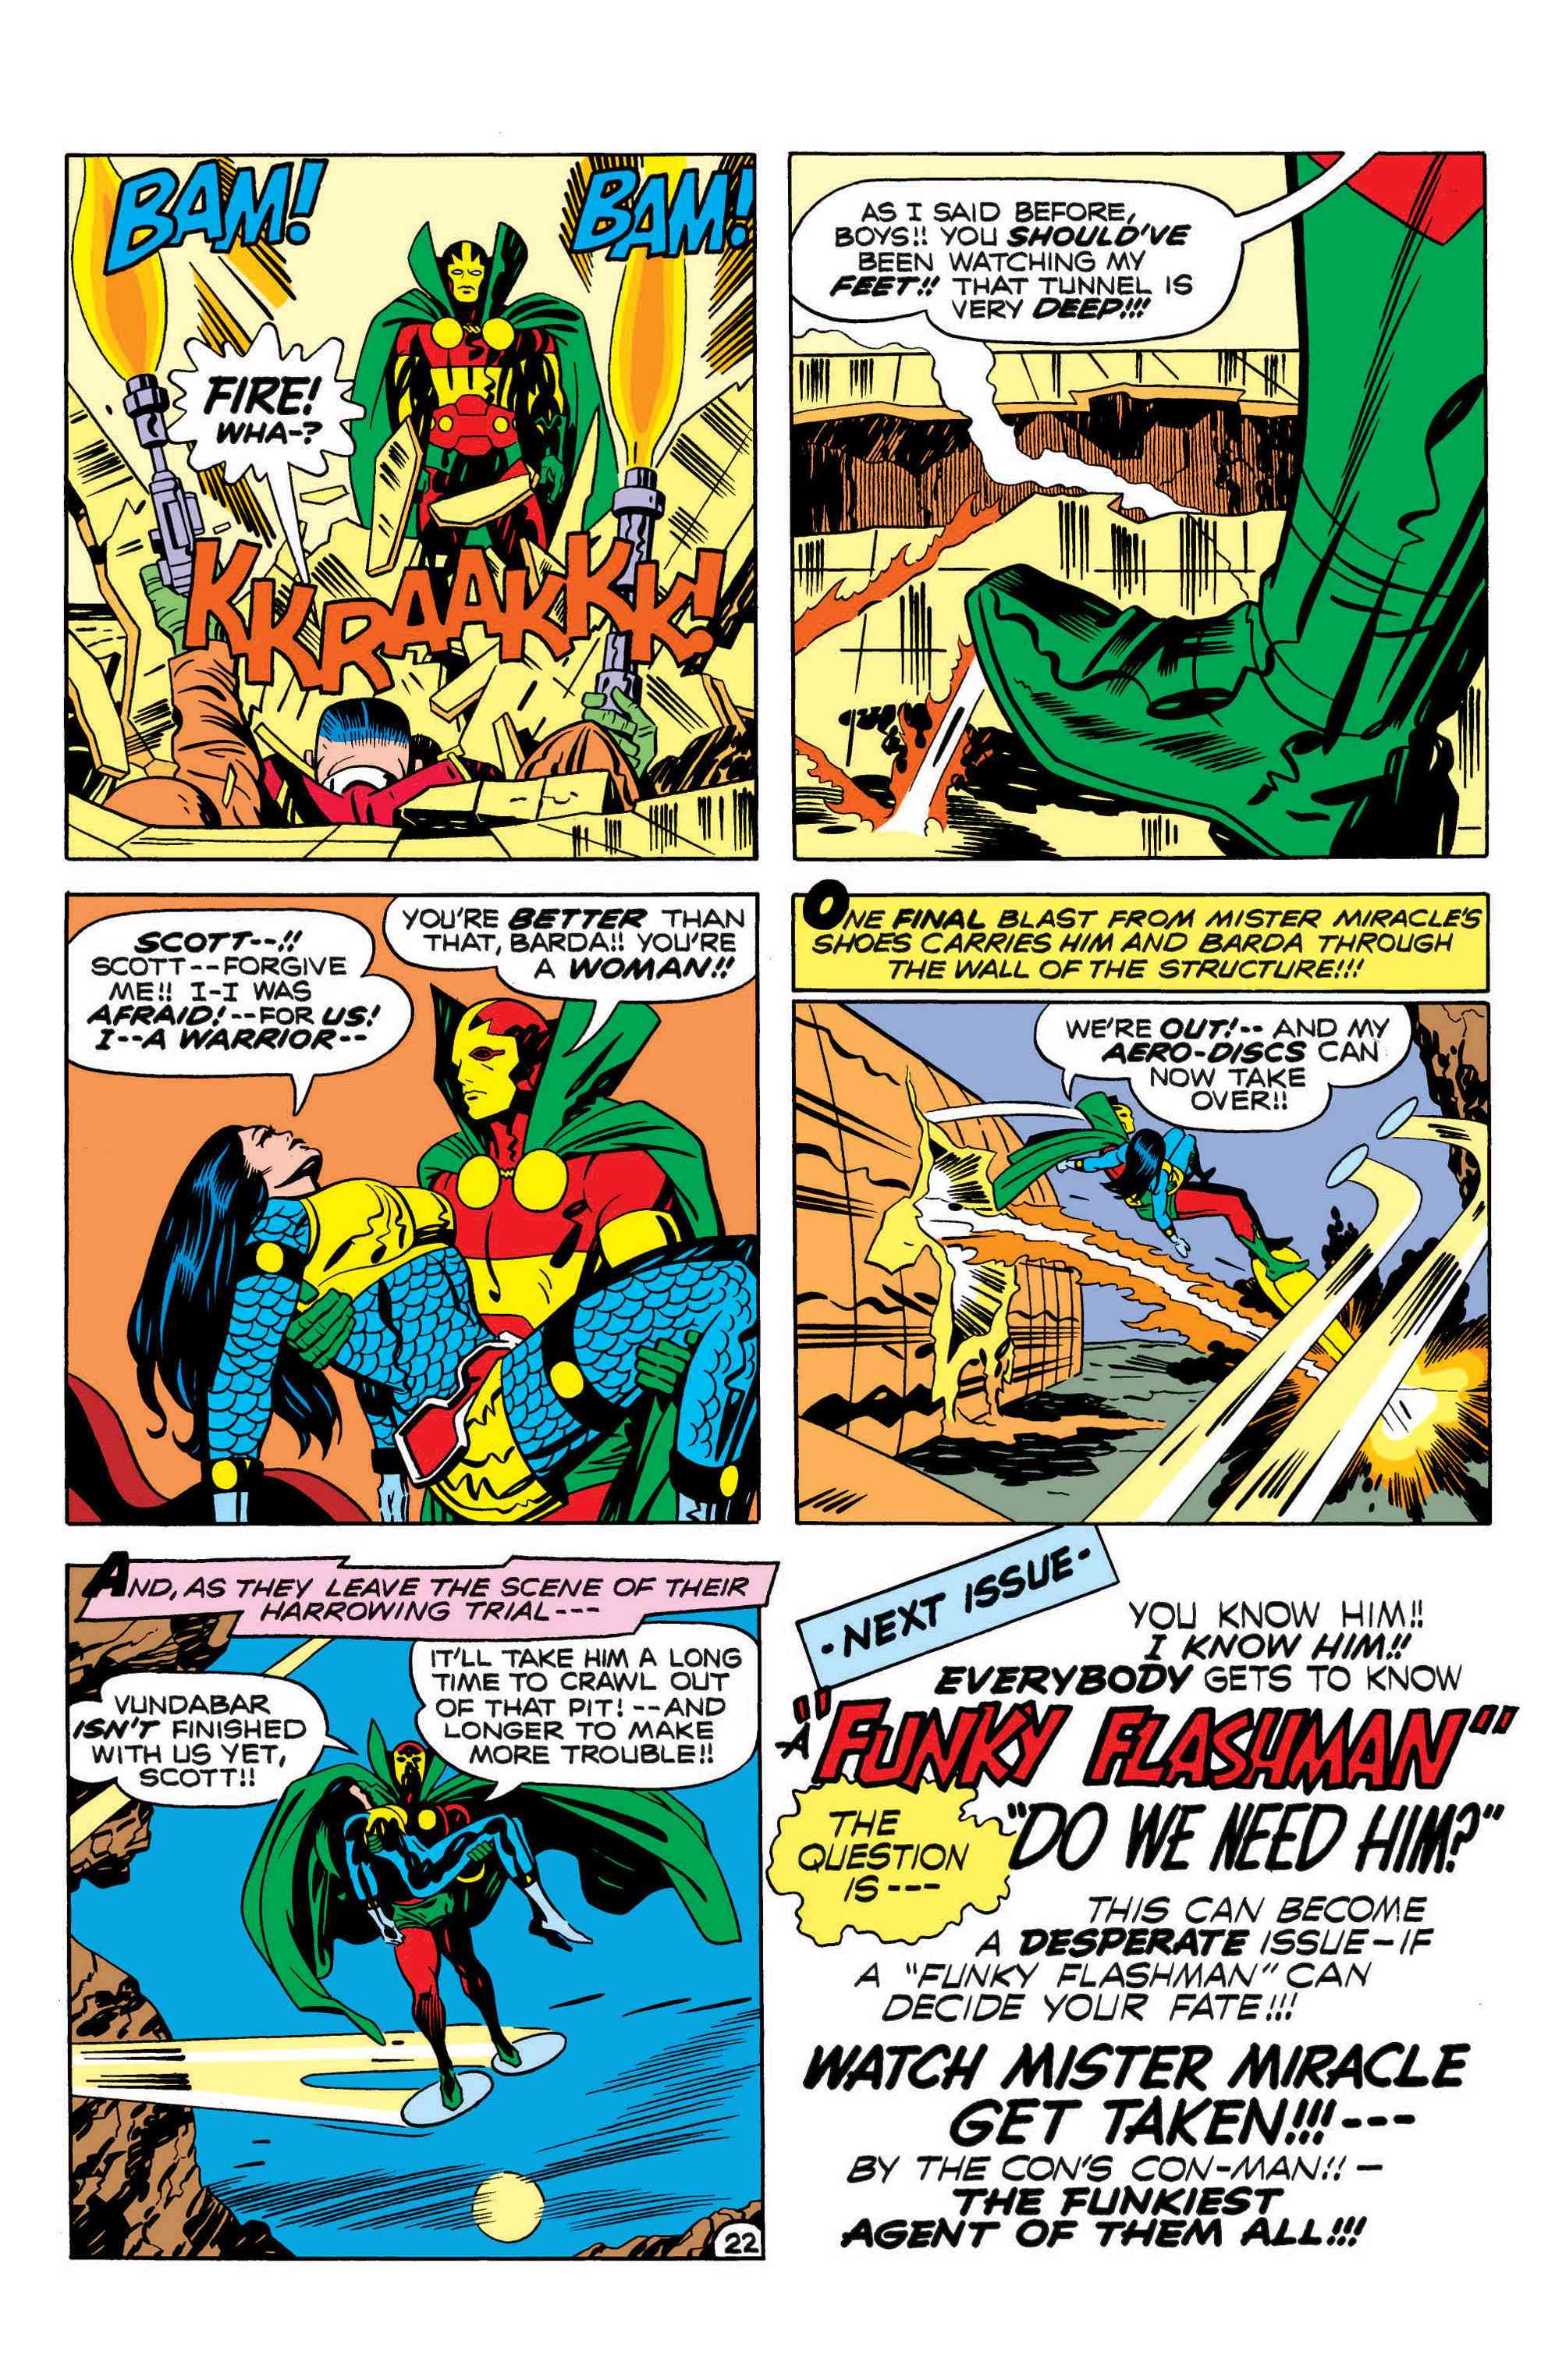 BAM!
BAM!
FIRE!
WHA-?
KKRAAKKK!
AS I SAID BEFORE,
BOYS!! YOU SHOULD'VE
BEEN WATCHING MY
FEET!! THAT TUNNEL IS
VERY DEEP!!!
SCOTT--!!
SCOTT--FORGIVE
ME!! I-I WAS
AFRAID!--FOR US!
I--A WARRIOR--
YOU'RE BETTER THAN
THAT, BARDA!! YOU'RE
A WOMAN!!
ONE FINAL BLAST FROM MISTER MIRACLE'S
SHOES CARRIES HIM AND BARDA THROUGH
THE WALL OF THE STRUCTURE!!!
WE'RE OUT!-- AND MY
AERO-DISCS CAN
NOW TAKE
OVER!!
AND, AS THEY LEAVE THE SCENE OF THEIR
HARROWING TRIAL---
VUNDABAR
ISN'T FINISHED
WITH US YET,
SCOTT!!
IT'LL TAKE HIM A LONG
TIME TO CRAWL OUT
OF THAT PIT!--AND
LONGER TO MAKE
MORE TROUBLE!!
22
-NEXT ISSUE-
YOU KNOW HIM!!
I KNOW HIM!!
EVERYBODY GETS TO KNOW
A "FUNKY FLASHMAN"
THE
QUESTION
IS---
"DO WE NEED HIM?"
THIS CAN BECOME
A DESPERATE ISSUE-IF
A "FUNKY FLASHMAN" CAN
DECIDE YOUR FATE!!!
WATCH MISTER MIRACLE
GET TAKEN!!!---
BY THE CON'S CON-MAN!!-
THE FUNKIEST
AGENT OF THEM ALL!!!